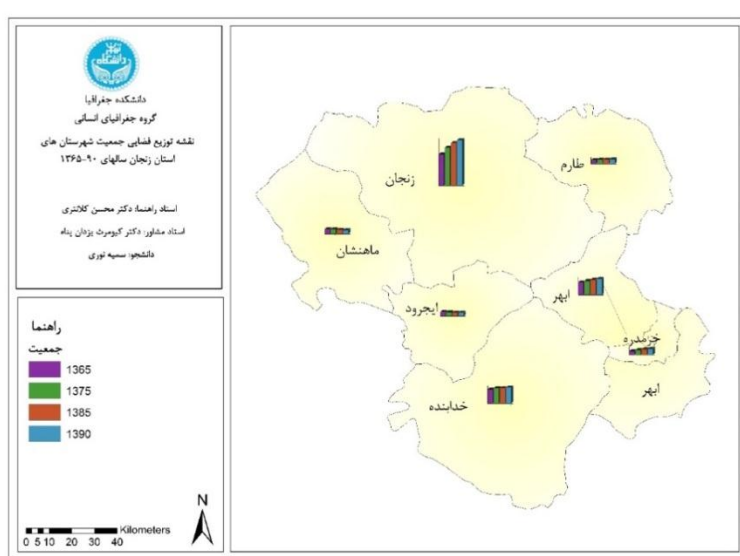 دانشکده جغرافیا
گروه جغرافیای انسانی
نقشه توزیع فضایی جمعیت شهرستان های
استان زنجان سالهای ۹۰-۱۳۶۵
استاد راهنما: دکتر محسن کلانتری
استاد مشاور: دکتر کیومرث یزدان پناه
دانشجو: سمیه نوری
راهنما
جمعیت
1365
1375
1385
1390
N
Kilometers
0 5 10 20 30 40
زنجان
طارم
ماهنشان
ایجرود
ابهر
خرمدره
ابهر
خدابنده